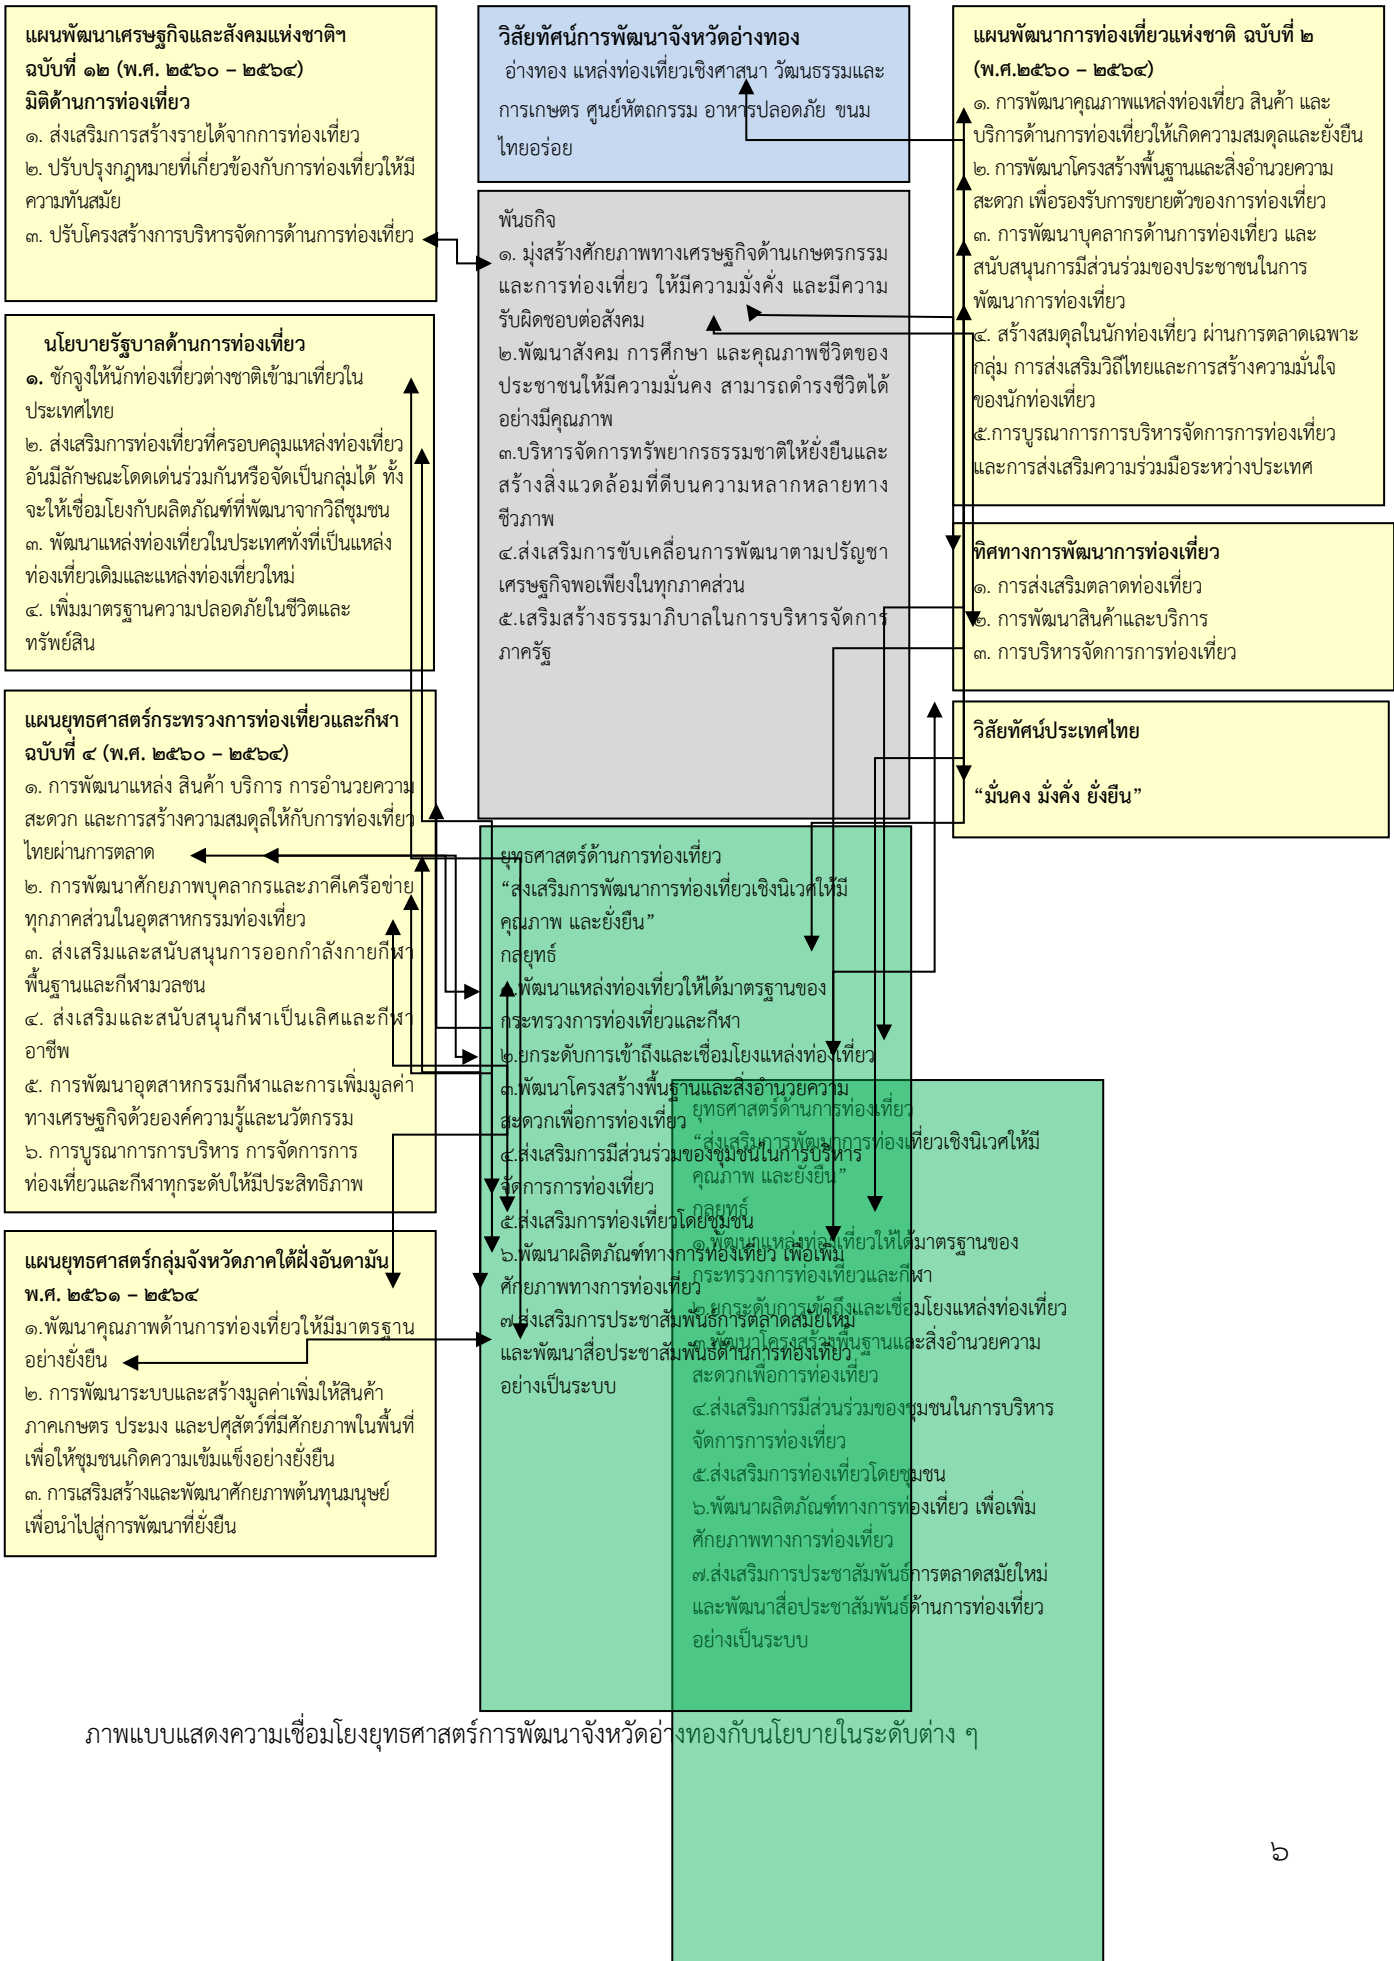 แผนพัฒนาเศรษฐกิจและสังคมแห่งชาติฯ
ฉบับที่ ๑๒ (พ.ศ. ๒๕๖๐ – ๒๕๖๔)
มิติด้านการท่องเที่ยว
๑. ส่งเสริมการสร้างรายได้จากการท่องเที่ยว
๒. ปรับปรุงกฎหมายที่เกี่ยวข้องกับการท่องเที่ยวให้มี
ความทันสมัย
๓. ปรับโครงสร้างการบริหารจัดการด้านการท่องเที่ยว
นโยบายรัฐบาลด้านการท่องเที่ยว
๑. ชักจูงให้นักท่องเที่ยวต่างชาติเข้ามาเที่ยวใน
ประเทศไทย
๒. ส่งเสริมการท่องเที่ยวที่ครอบคลุมแหล่งท่องเที่ยว
อันมีลักษณะโดดเด่นร่วมกันหรือจัดเป็นกลุ่มได้ ทั้ง
จะให้เชื่อมโยงกับผลิตภัณฑ์ที่พัฒนาจากวิถีชุมชน
๓. พัฒนาแหล่งท่องเที่ยวในประเทศทั่งที่เป็นแหล่ง
ท่องเที่ยวเดิมและแหล่งท่องเที่ยวใหม่
๔. เพิ่มมาตรฐานความปลอดภัยในชีวิตและ
ทรัพย์สิน
แผนยุทธศาสตร์กระทรวงการท่องเที่ยวและกีฬา
ฉบับที่ ๔ (พ.ศ. ๒๕๖๐ – ๒๕๖๔)
๑. การพัฒนาแหล่ง สินค้า บริการ การอำนวยความ
สะดวก และการสร้างความสมดุลให้กับการท่องเที่ยว
ไทยผ่านการตลาด
๒. การพัฒนาศักยภาพบุคลากรและภาคีเครือข่าย
ทุกภาคส่วนในอุตสาหกรรมท่องเที่ยว
๓. ส่งเสริมและสนับสนุนการออกกำลังกายกีฬา
พื้นฐานและกีฬามวลชน
๔. ส่งเสริมและสนับสนุนกีฬาเป็นเลิศและกีฬา
อาชีพ
๕. การพัฒนาอุตสาหกรรมกีฬาและการเพิ่มมูลค่า
ทางเศรษฐกิจด้วยองค์ความรู้และนวัตกรรม
๖. การบูรณาการการบริหาร การจัดการการ
ท่องเที่ยวและกีฬาทุกระดับให้มีประสิทธิภาพ
แผนยุทธศาสตร์กลุ่มจังหวัดภาคใต้ฝั่งอันดามัน
พ.ศ. ๒๕๖๑ – ๒๕๖๔
๑.พัฒนาคุณภาพด้านการท่องเที่ยวให้มีมาตรฐาน
อย่างยั่งยืน
๒. การพัฒนาระบบและสร้างมูลค่าเพิ่มให้สินค้า
ภาคเกษตร ประมง และปศุสัตว์ที่มีศักยภาพในพื้นที่
เพื่อให้ชุมชนเกิดความเข้มแข็งอย่างยั่งยืน
๓. การเสริมสร้างและพัฒนาศักยภาพต้นทุนมนุษย์
เพื่อนำไปสู่การพัฒนาที่ยั่งยืน
วิสัยทัศน์การพัฒนาจังหวัดอ่างทอง
อ่างทอง แหล่งท่องเที่ยวเชิงศาสนา วัฒนธรรมและ
การเกษตร ศูนย์หัตถกรรม อาหารปลอดภัย ขนม
ไทยอร่อย
พันธกิจ
๑. มุ่งสร้างศักยภาพทางเศรษฐกิจด้านเกษตรกรรม
และการท่องเที่ยว ให้มีความมั่งคั่ง และมีความ
รับผิดชอบต่อสังคม
๒.พัฒนาสังคม การศึกษา และคุณภาพชีวิตของ
ประชาชนให้มีความมั่นคง สามารถดำรงชีวิตได้
อย่างมีคุณภาพ
๓.บริหารจัดการทรัพยากรธรรมชาติให้ยั่งยืนและ
สร้างสิ่งแวดล้อมที่ดีบนความหลากหลายทาง
ชีวภาพ
๔.ส่งเสริมการขับเคลื่อนการพัฒนาตามปรัญชา
เศรษฐกิจพอเพียงในทุกภาคส่วน
๕.เสริมสร้างธรรมาภิบาลในการบริหารจัดการ
ภาครัฐ
ยุทธศาสตร์ด้านการท่องเที่ยว
“ส่งเสริมการพัฒนาการท่องเที่ยวเชิงนิเวศให้มี
คุณภาพ และยั่งยืน”
กลยุทธ์
๑.พัฒนาแหล่งท่องเที่ยวให้ได้มาตรฐานของ
กระทรวงการท่องเที่ยวและกีฬา
๒.ยกระดับการเข้าถึงและเชื่อมโยงแหล่งท่องเที่ยว
๓.พัฒนาโครงสร้างพื้นฐานและสิ่งอำนวยความ
สะดวกเพื่อการท่องเที่ยว
๔.ส่งเสริมการมีส่วนร่วมของชุมชนในการบริหาร
จัดการการท่องเที่ยว
๕.ส่งเสริมการท่องเที่ยวโดยชุมชน
๖.พัฒนาผลิตภัณฑ์ทางการท่องเที่ยว เพื่อเพิ่ม
ศักยภาพทางการท่องเที่ยว
๗.ส่งเสริมการประชาสัมพันธ์การตลาดสมัยใหม่
และพัฒนาสื่อประชาสัมพันธ์ด้านการท่องเที่ยว
อย่างเป็นระบบ
แผนพัฒนาการท่องเที่ยวแห่งชาติ ฉบับที่ ๒
(พ.ศ.๒๕๖๐ – ๒๕๖๔)
๑. การพัฒนาคุณภาพแหล่งท่องเที่ยว สินค้า และ
บริการด้านการท่องเที่ยวให้เกิดความสมดุลและยั่งยืน
๒. การพัฒนาโครงสร้างพื้นฐานและสิ่งอำนวยความ
สะดวก เพื่อรองรับการขยายตัวของการท่องเที่ยว
๓. การพัฒนาบุคลากรด้านการท่องเที่ยว และ
สนับสนุนการมีส่วนร่วมของประชาชนในการ
พัฒนาการท่องเที่ยว
๔. สร้างสมดุลในนักท่องเที่ยว ผ่านการตลาดเฉพาะ
กลุ่ม การส่งเสริมวิถีไทยและการสร้างความมั่นใจ
ของนักท่องเที่ยว
๕.การบูรณาการการบริหารจัดการการท่องเที่ยว
และการส่งเสริมความร่วมมือระหว่างประเทศ
ทิศทางการพัฒนาการท่องเที่ยว
๑. การส่งเสริมตลาดท่องเที่ยว
๒. การพัฒนาสินค้าและบริการ
๓. การบริหารจัดการการท่องเที่ยว
วิสัยทัศน์ประเทศไทย
“มั่นคง มั่งคั่ง ยั่งยืน”
ยุทธศาสตร์ด้านการท่องเที่ยว
“ส่งเสริมการพัฒนาการท่องเที่ยวเชิงนิเวศให้มี
คุณภาพ และยั่งยืน”
กลยุทธ์
๑.พัฒนาแหล่งท่องเที่ยวให้ได้มาตรฐานของ
กระทรวงการท่องเที่ยวและกีฬา
๒.ยกระดับการเข้าถึงและเชื่อมโยงแหล่งท่องเที่ยว
๓.พัฒนาโครงสร้างพื้นฐานและสิ่งอำนวยความ
สะดวกเพื่อการท่องเที่ยว
๔.ส่งเสริมการมีส่วนร่วมของชุมชนในการบริหาร
จัดการการท่องเที่ยว
๕.ส่งเสริมการท่องเที่ยวโดยชุมชน
๖.พัฒนาผลิตภัณฑ์ทางการท่องเที่ยว เพื่อเพิ่ม
ศักยภาพทางการท่องเที่ยว
๗.ส่งเสริมการประชาสัมพันธ์การตลาดสมัยใหม่
และพัฒนาสื่อประชาสัมพันธ์ด้านการท่องเที่ยว
อย่างเป็นระบบ
ภาพแบบแสดงความเชื่อมโยงยุทธศาสตร์การพัฒนาจังหวัดอ่างทองกับนโยบายในระดับต่าง ๆ
๖